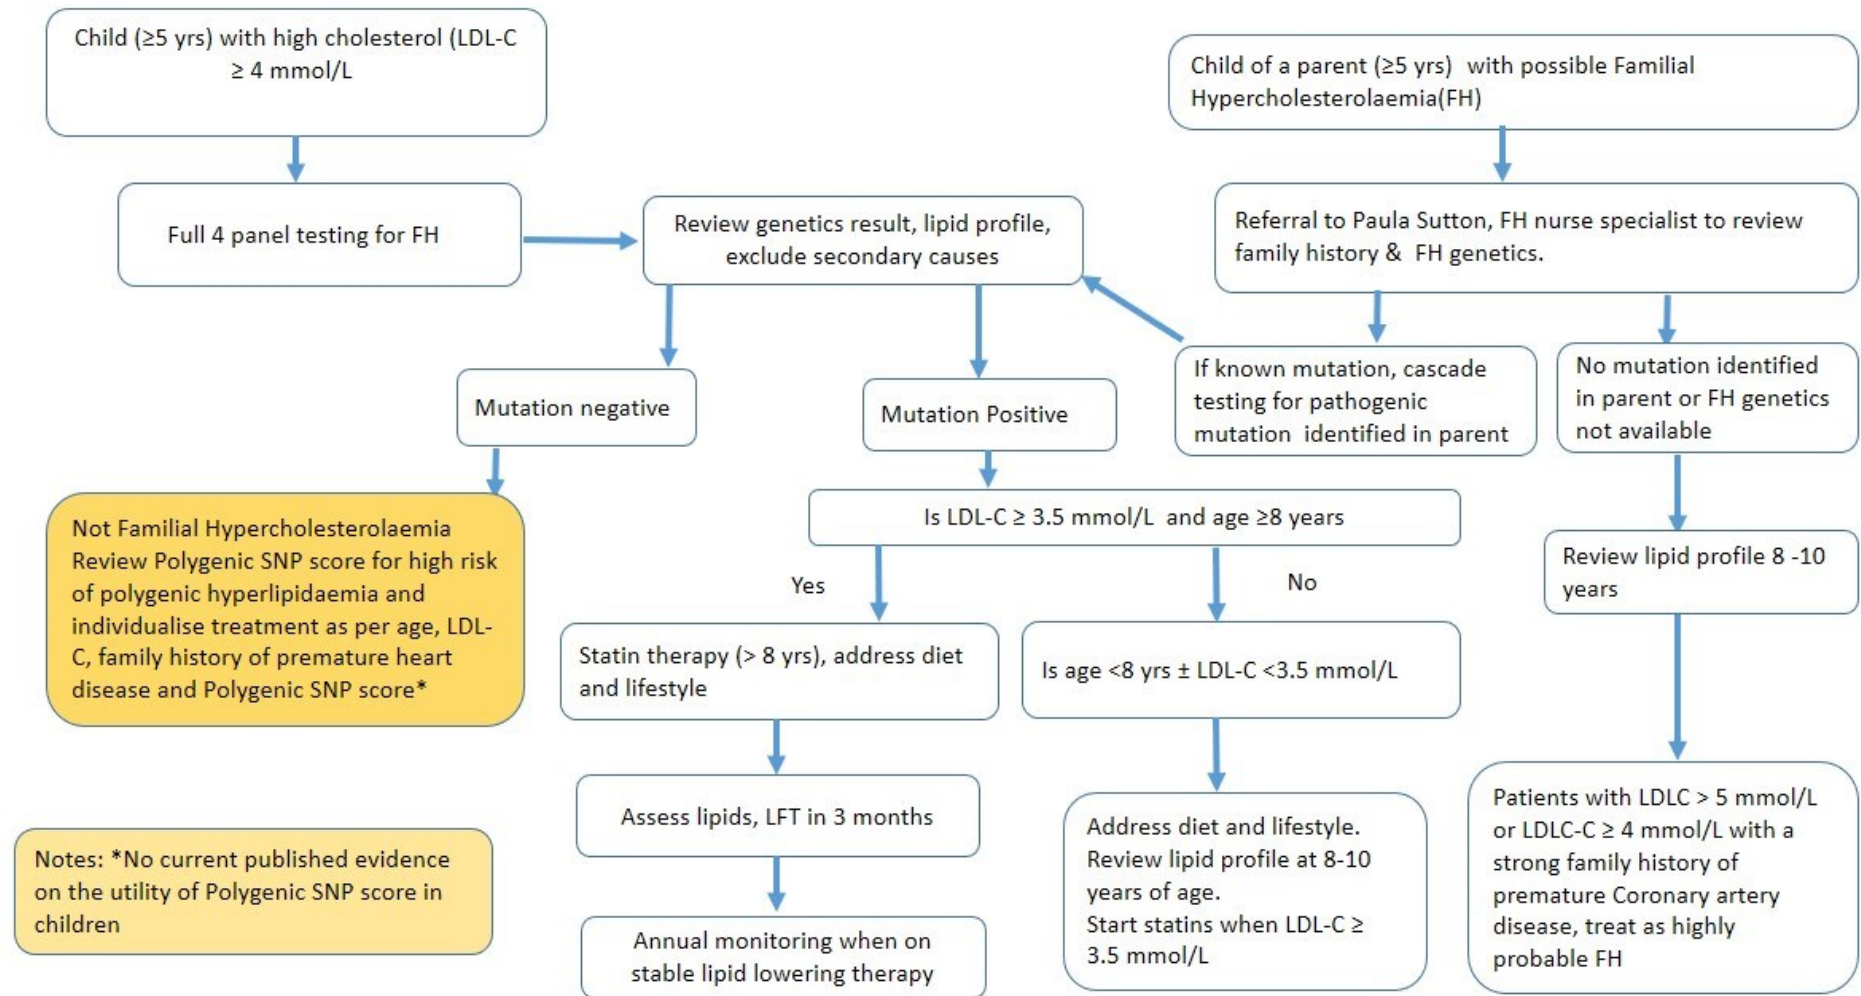 Child (≥5 yrs) with high cholesterol (LDL-C
≥ 4 mmol/L
Child of a parent (≥5 yrs) with possible Familial
Hypercholesterolaemia(FH)
Full 4 panel testing for FH
Review genetics result, lipid profile,
exclude secondary causes
Referral to Paula Sutton, FH nurse specialist to review
family history & FH genetics.
Mutation negative
Mutation Positive
If known mutation, cascade
testing for pathogenic
mutation identified in parent
No mutation identified
in parent or FH genetics
not available
Not Familial Hypercholesterolaemia
Review Polygenic SNP score for high risk
of polygenic hyperlipidaemia and
individualise treatment as per age, LDL-
C, family history of premature heart
disease and Polygenic SNP score*
Is LDL-C ≥ 3.5 mmol/L and age ≥8 years
Yes
No
Review lipid profile 8 -10
years
Statin therapy (> 8 yrs), address diet
and lifestyle
Is age <8 yrs ± LDL-C <3.5 mmol/L
Assess lipids, LFT in 3 months
Address diet and lifestyle.
Review lipid profile at 8-10
years of age.
Start statins when LDL-C ≥
3.5 mmol/L
Patients with LDLC > 5 mmol/L
or LDLC-C ≥ 4 mmol/L with a
strong family history of
premature Coronary artery
disease, treat as highly
probable FH
Notes: *No current published evidence
on the utility of Polygenic SNP score in
children
Annual monitoring when on
stable lipid lowering therapy